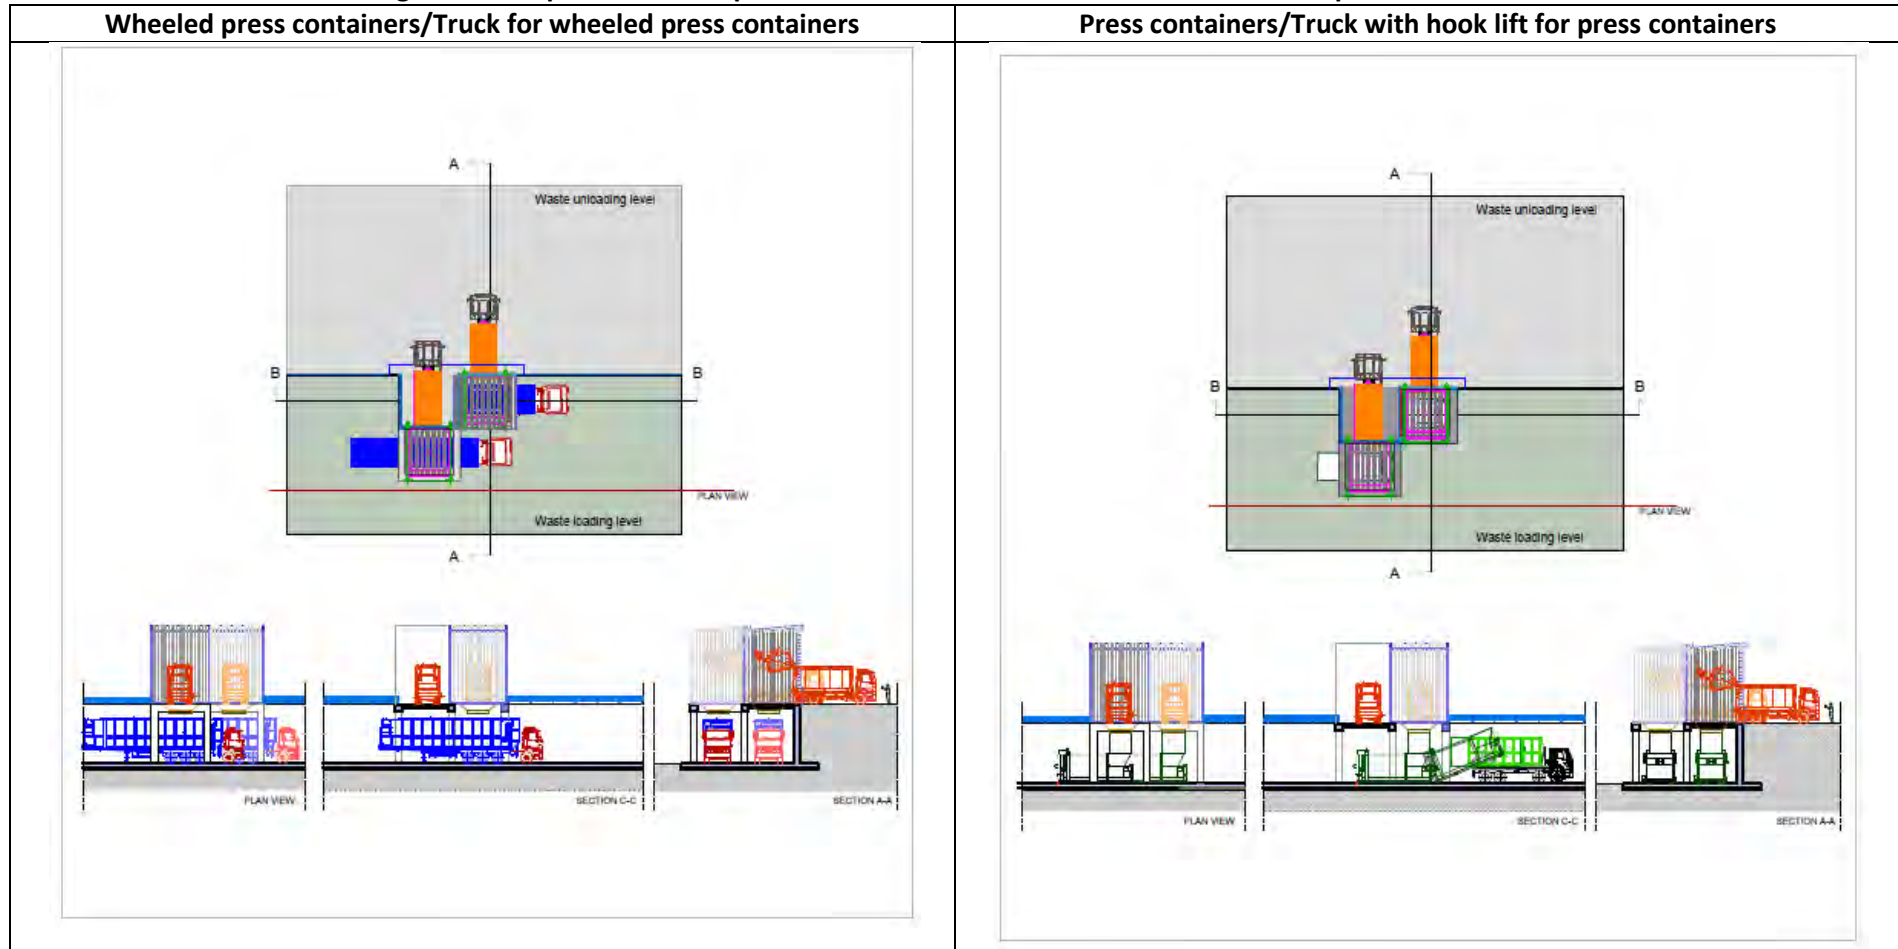 Wheeled press containers/Truck for wheeled press containers
Press containers/Truck with hook lift for press containers
A
Waste unloading level
B
B
PLAN VIEW
Waste loading level
A
PLAN VIEW
SECTION C-C
SECTION A-A
A
Waste unloading level
B
B
PLAN VIEW
Waste loading level
A
PLAN VIEW
SECTION C-C
SECTION A-A